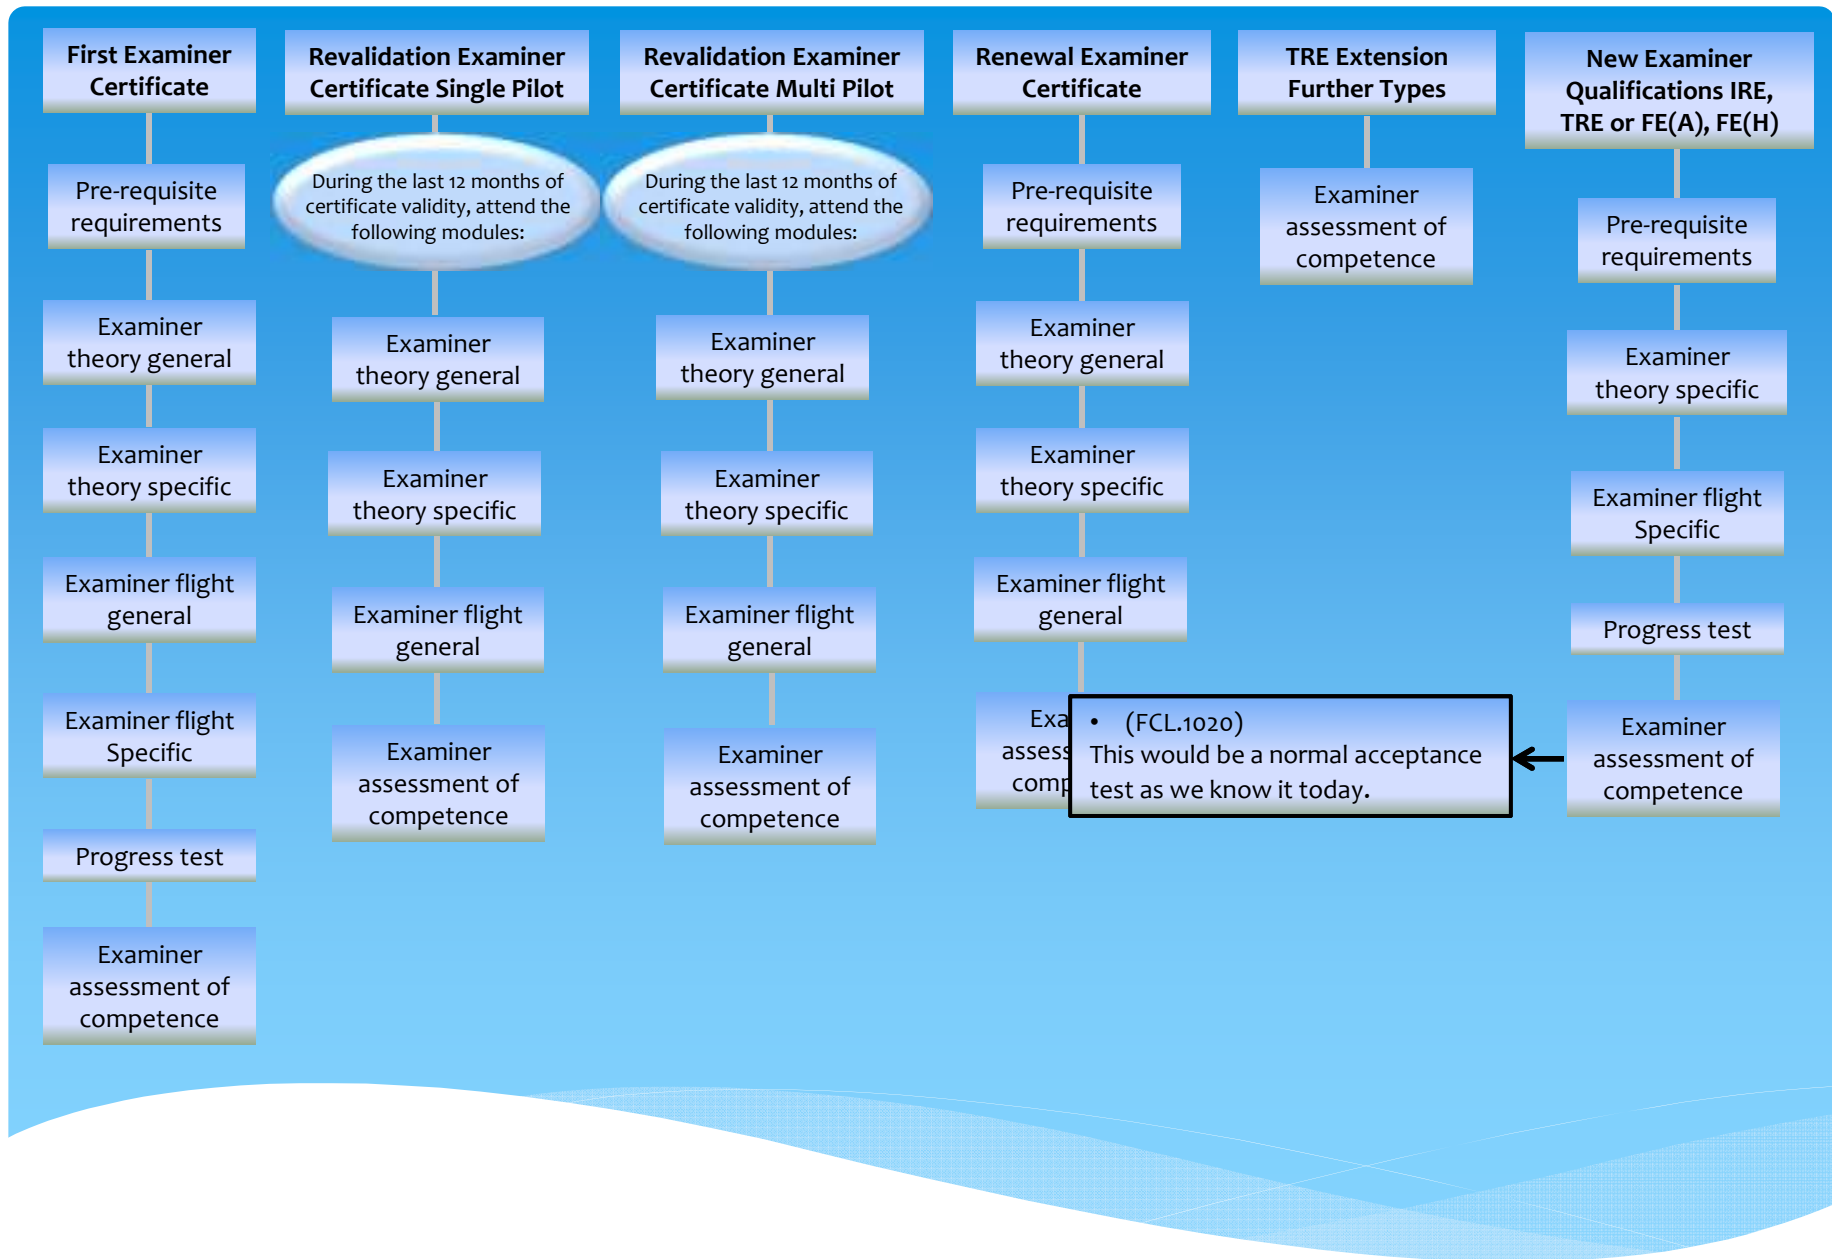 First Examiner
Certificate
Pre-requisite
requirements
Examiner
theory general
Examiner
theory specific
Examiner flight
general
Examiner flight
Specific
Progress test
Examiner
assessment of
competence
Revalidation Examiner
Certificate Single Pilot
During the last 12 months of
certificate validity, attend the
following modules:
Examiner
theory general
Examiner
theory specific
Examiner flight
general
Examiner
assessment of
competence
Revalidation Examiner
Certificate Multi Pilot
During the last 12 months of
certificate validity, attend the
following modules:
Examiner
theory general
Examiner
theory specific
Examiner flight
general
Examiner
assessment of
competence
Renewal Examiner
Certificate
Pre-requisite
requirements
Examiner
theory general
Examiner
theory specific
Examiner flight
general
TRE Extension
Further Types
Examiner
assessment of
competence
New Examiner
Qualifications IRE,
TRE or FE(A), FE(H)
Pre-requisite
requirements
Examiner
theory specific
Examiner flight
Specific
Progress test
Examiner
assessment of
competence
• (FCL.1020)
This would be a normal acceptance
test as we know it today.